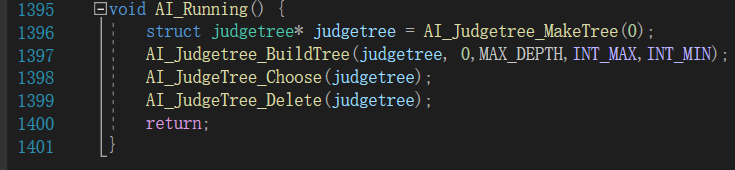 1395 void AI_Running() {
1396 struct judgetree* judgetree = AI_Judgetree_MakeTree(0);
1397 AI_Judgetree_BuildTree(judgetree, 0,MAX_DEPTH,INT_MAX,INT_MIN);
1398 AI_JudgeTree_Choose(judgetree);
1399 AI_JudgeTree_Delete(judgetree);
1400 return;
1401 }